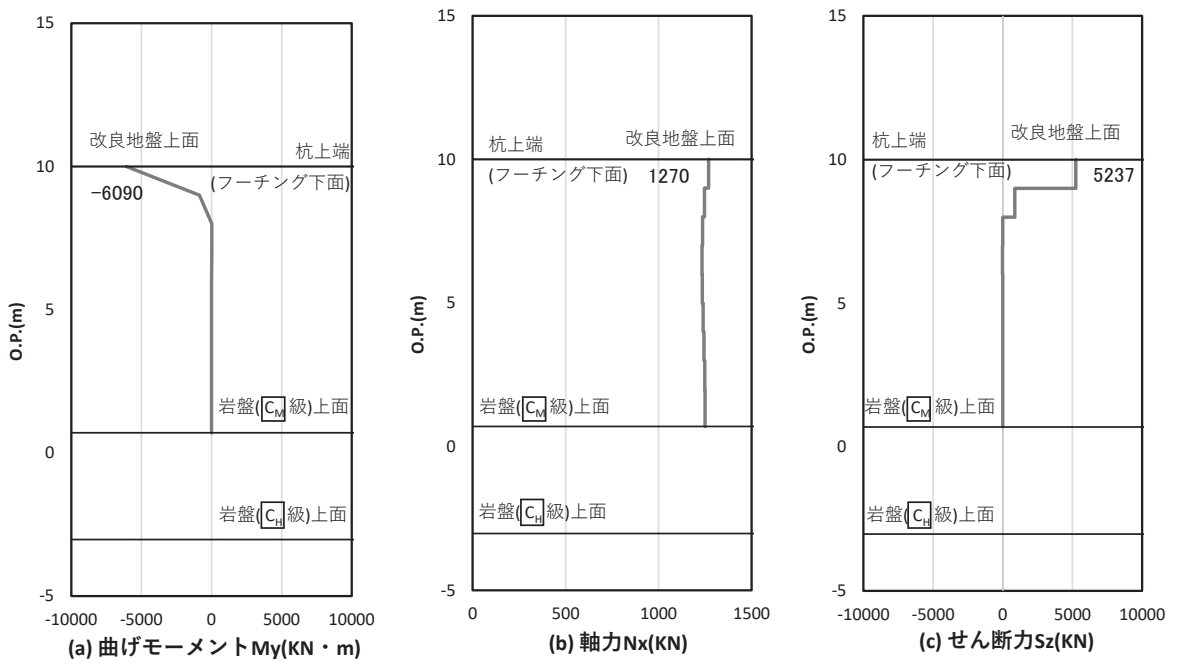 15
改良地盤上面
杭上端
10
(フーチング下面)
−6090
5
O.P.(m)
岩盤(CM級)上面
0
岩盤(CH級)上面
-5
-10000 -5000 0 5000 10000
(a) 曲げモーメントMy(KN・m)
15
杭上端
改良地盤上面
10
(フーチング下面)
1270
5
O.P.(m)
岩盤(CM級)上面
0
岩盤(CH級)上面
-5
0 500 1000 1500
(b) 軸力Nx(KN)
15
杭上端
改良地盤上面
10
(フーチング下面)
5237
5
O.P.(m)
岩盤(CM級)上面
0
岩盤(CH級)上面
-5
-10000 -5000 0 5000 10000
(c) せん断力Sz(KN)